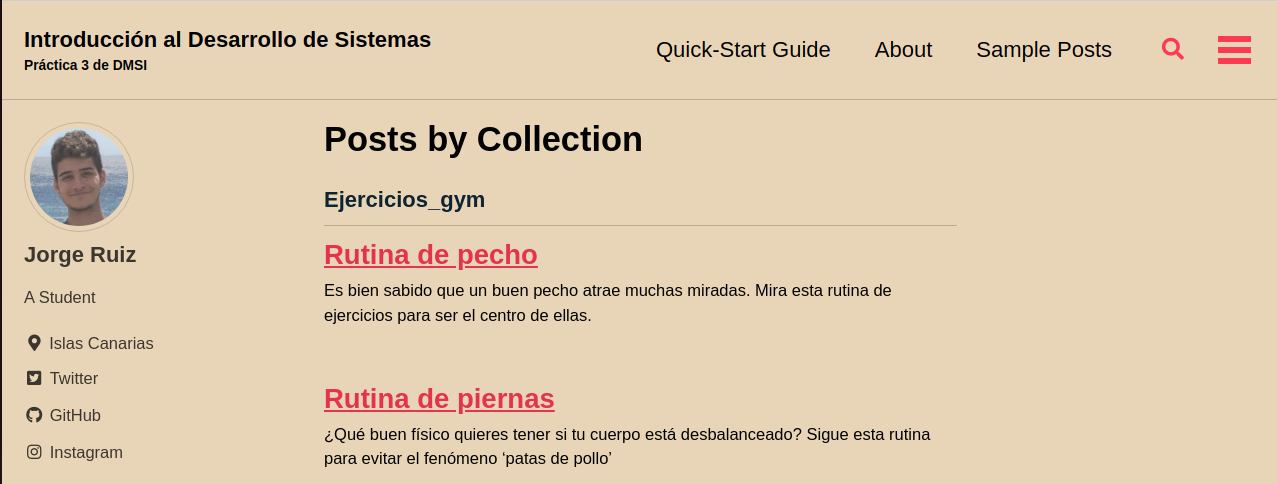 Introducción al Desarrollo de Sistemas
Práctica 3 de DMSI
Quick-Start Guide
About
Sample Posts
Jorge Ruiz
A Student
Islas Canarias
Twitter
GitHub
Instagram
Posts by Collection
Ejercicios_gym
Rutina de pecho
Es bien sabido que un buen pecho atrae muchas miradas. Mira esta rutina de
ejercicios para ser el centro de ellas.
Rutina de piernas
¿Qué buen físico quieres tener si tu cuerpo está desbalanceado? Sigue esta rutina
para evitar el fenómeno ‘patas de pollo’